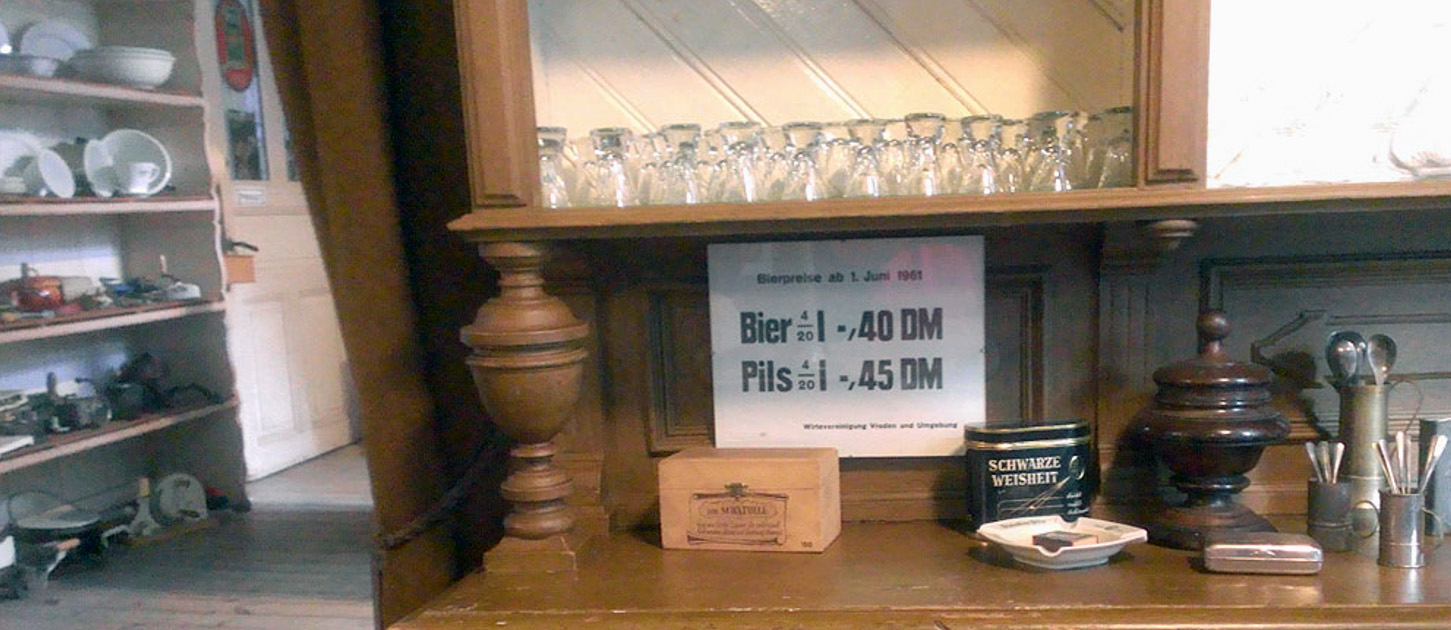 Bierpreise ab 1. Juni 1961
Bier 4/20 l -,40 DM
Pils 4/20 l -,45 DM
Wirtevereinigung Vreden und Umgebung
SCHWARZE
WEISHEIT